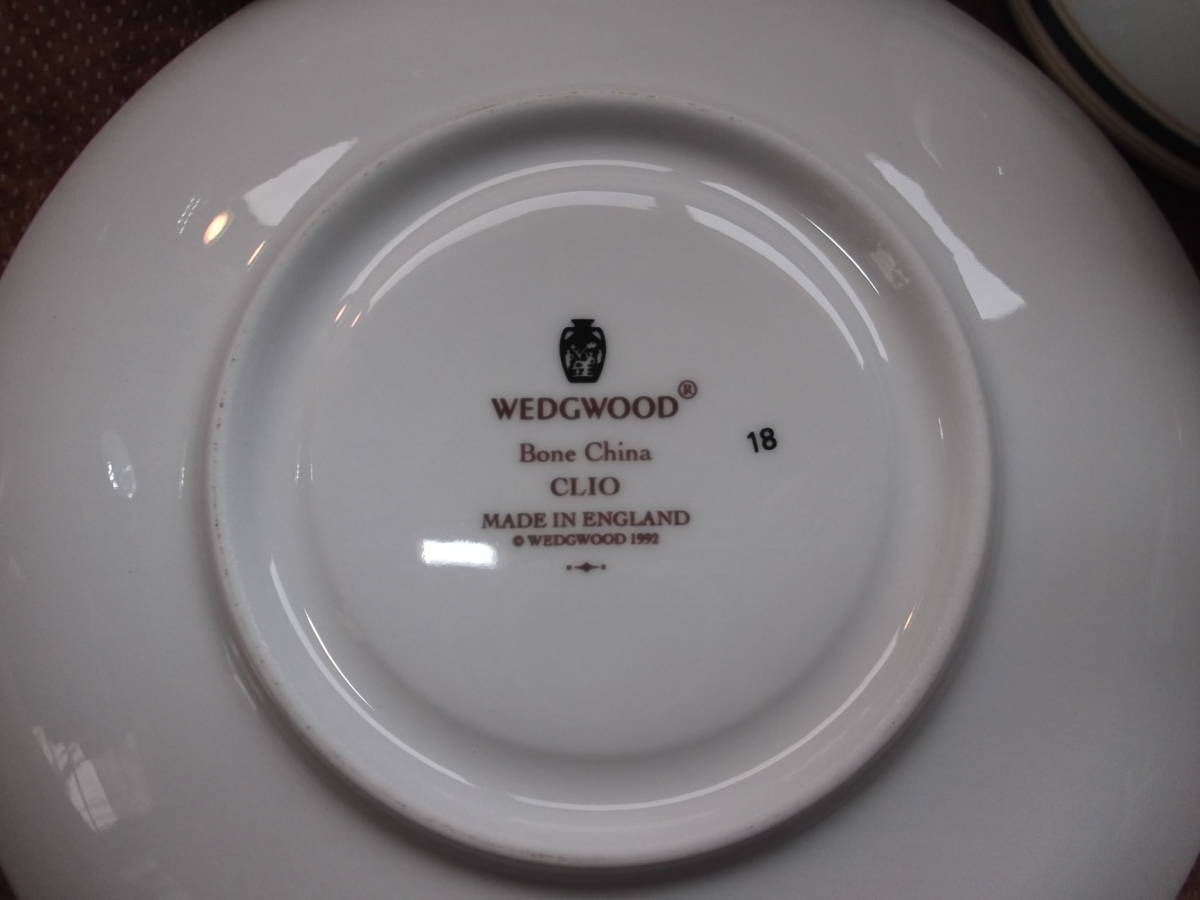 WEDGWOOD®
Bone China
CLIO
MADE IN ENGLAND
© WEDGWOOD 1992
18